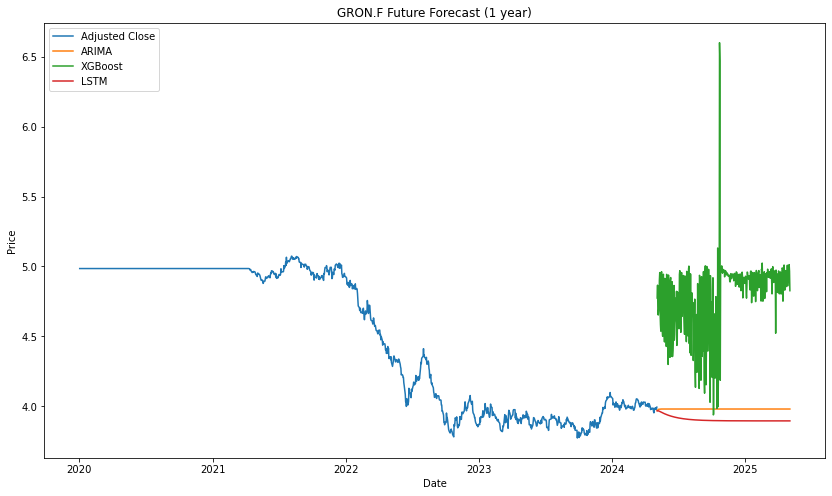 GRON.F Future Forecast (1 year)
Adjusted Close
ARIMA
XGBoost
LSTM
Price
6.5
6.0
5.5
5.0
4.5
4.0
2020 2021 2022 2023 2024 2025
Date